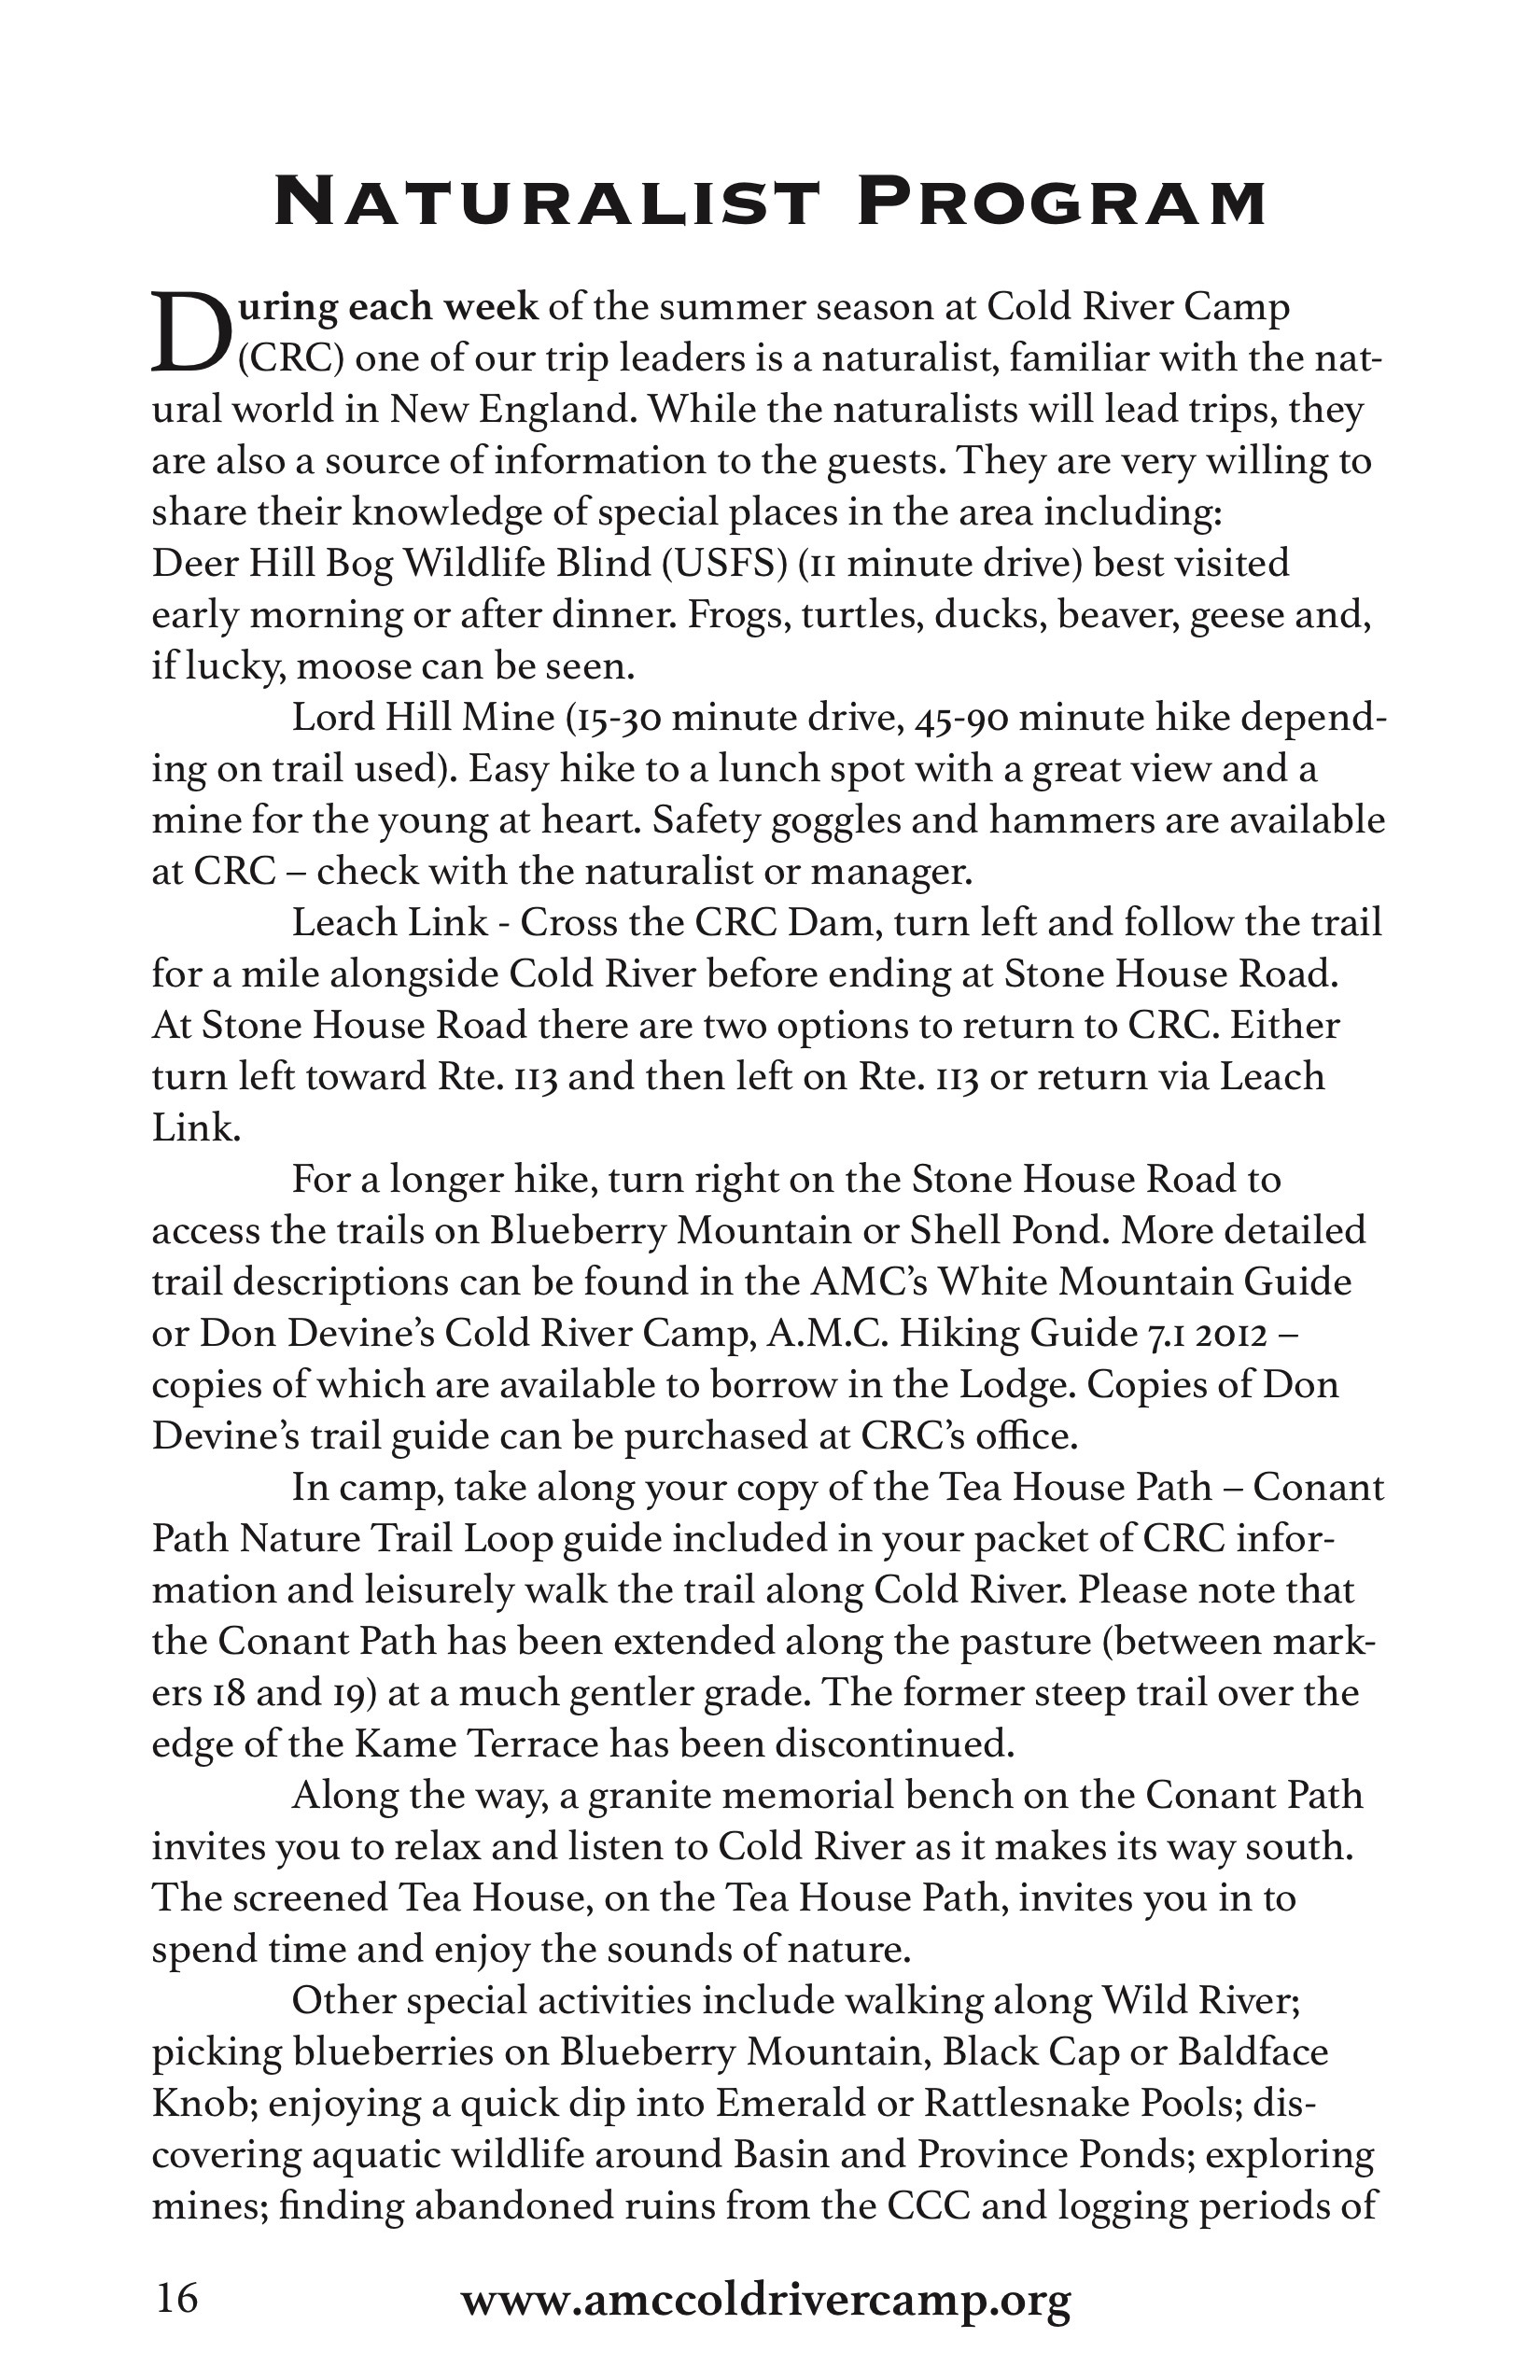 Naturalist Program
During each week of the summer season at Cold River Camp
(CRC) one of our trip leaders is a naturalist, familiar with the nat-
ural world in New England. While the naturalists will lead trips, they
are also a source of information to the guests. They are very willing to
share their knowledge of special places in the area including:
Deer Hill Bog Wildlife Blind (USFS) (11 minute drive) best visited
early morning or after dinner. Frogs, turtles, ducks, beaver, geese and,
if lucky, moose can be seen.
Lord Hill Mine (15-30 minute drive, 45-90 minute hike depend-
ing on trail used). Easy hike to a lunch spot with a great view and a
mine for the young at heart. Safety goggles and hammers are available
at CRC – check with the naturalist or manager.
Leach Link - Cross the CRC Dam, turn left and follow the trail
for a mile alongside Cold River before ending at Stone House Road.
At Stone House Road there are two options to return to CRC. Either
turn left toward Rte. 113 and then left on Rte. 113 or return via Leach
Link.
For a longer hike, turn right on the Stone House Road to
access the trails on Blueberry Mountain or Shell Pond. More detailed
trail descriptions can be found in the AMC’s White Mountain Guide
or Don Devine’s Cold River Camp, A.M.C. Hiking Guide 7.1 2012 –
copies of which are available to borrow in the Lodge. Copies of Don
Devine’s trail guide can be purchased at CRC’s office.
In camp, take along your copy of the Tea House Path – Conant
Path Nature Trail Loop guide included in your packet of CRC infor-
mation and leisurely walk the trail along Cold River. Please note that
the Conant Path has been extended along the pasture (between mark-
ers 18 and 19) at a much gentler grade. The former steep trail over the
edge of the Kame Terrace has been discontinued.
Along the way, a granite memorial bench on the Conant Path
invites you to relax and listen to Cold River as it makes its way south.
The screened Tea House, on the Tea House Path, invites you in to
spend time and enjoy the sounds of nature.
Other special activities include walking along Wild River;
picking blueberries on Blueberry Mountain, Black Cap or Baldface
Knob; enjoying a quick dip into Emerald or Rattlesnake Pools; dis-
covering aquatic wildlife around Basin and Province Ponds; exploring
mines; finding abandoned ruins from the CCC and logging periods of
16 www.amccoldrivercamp.org